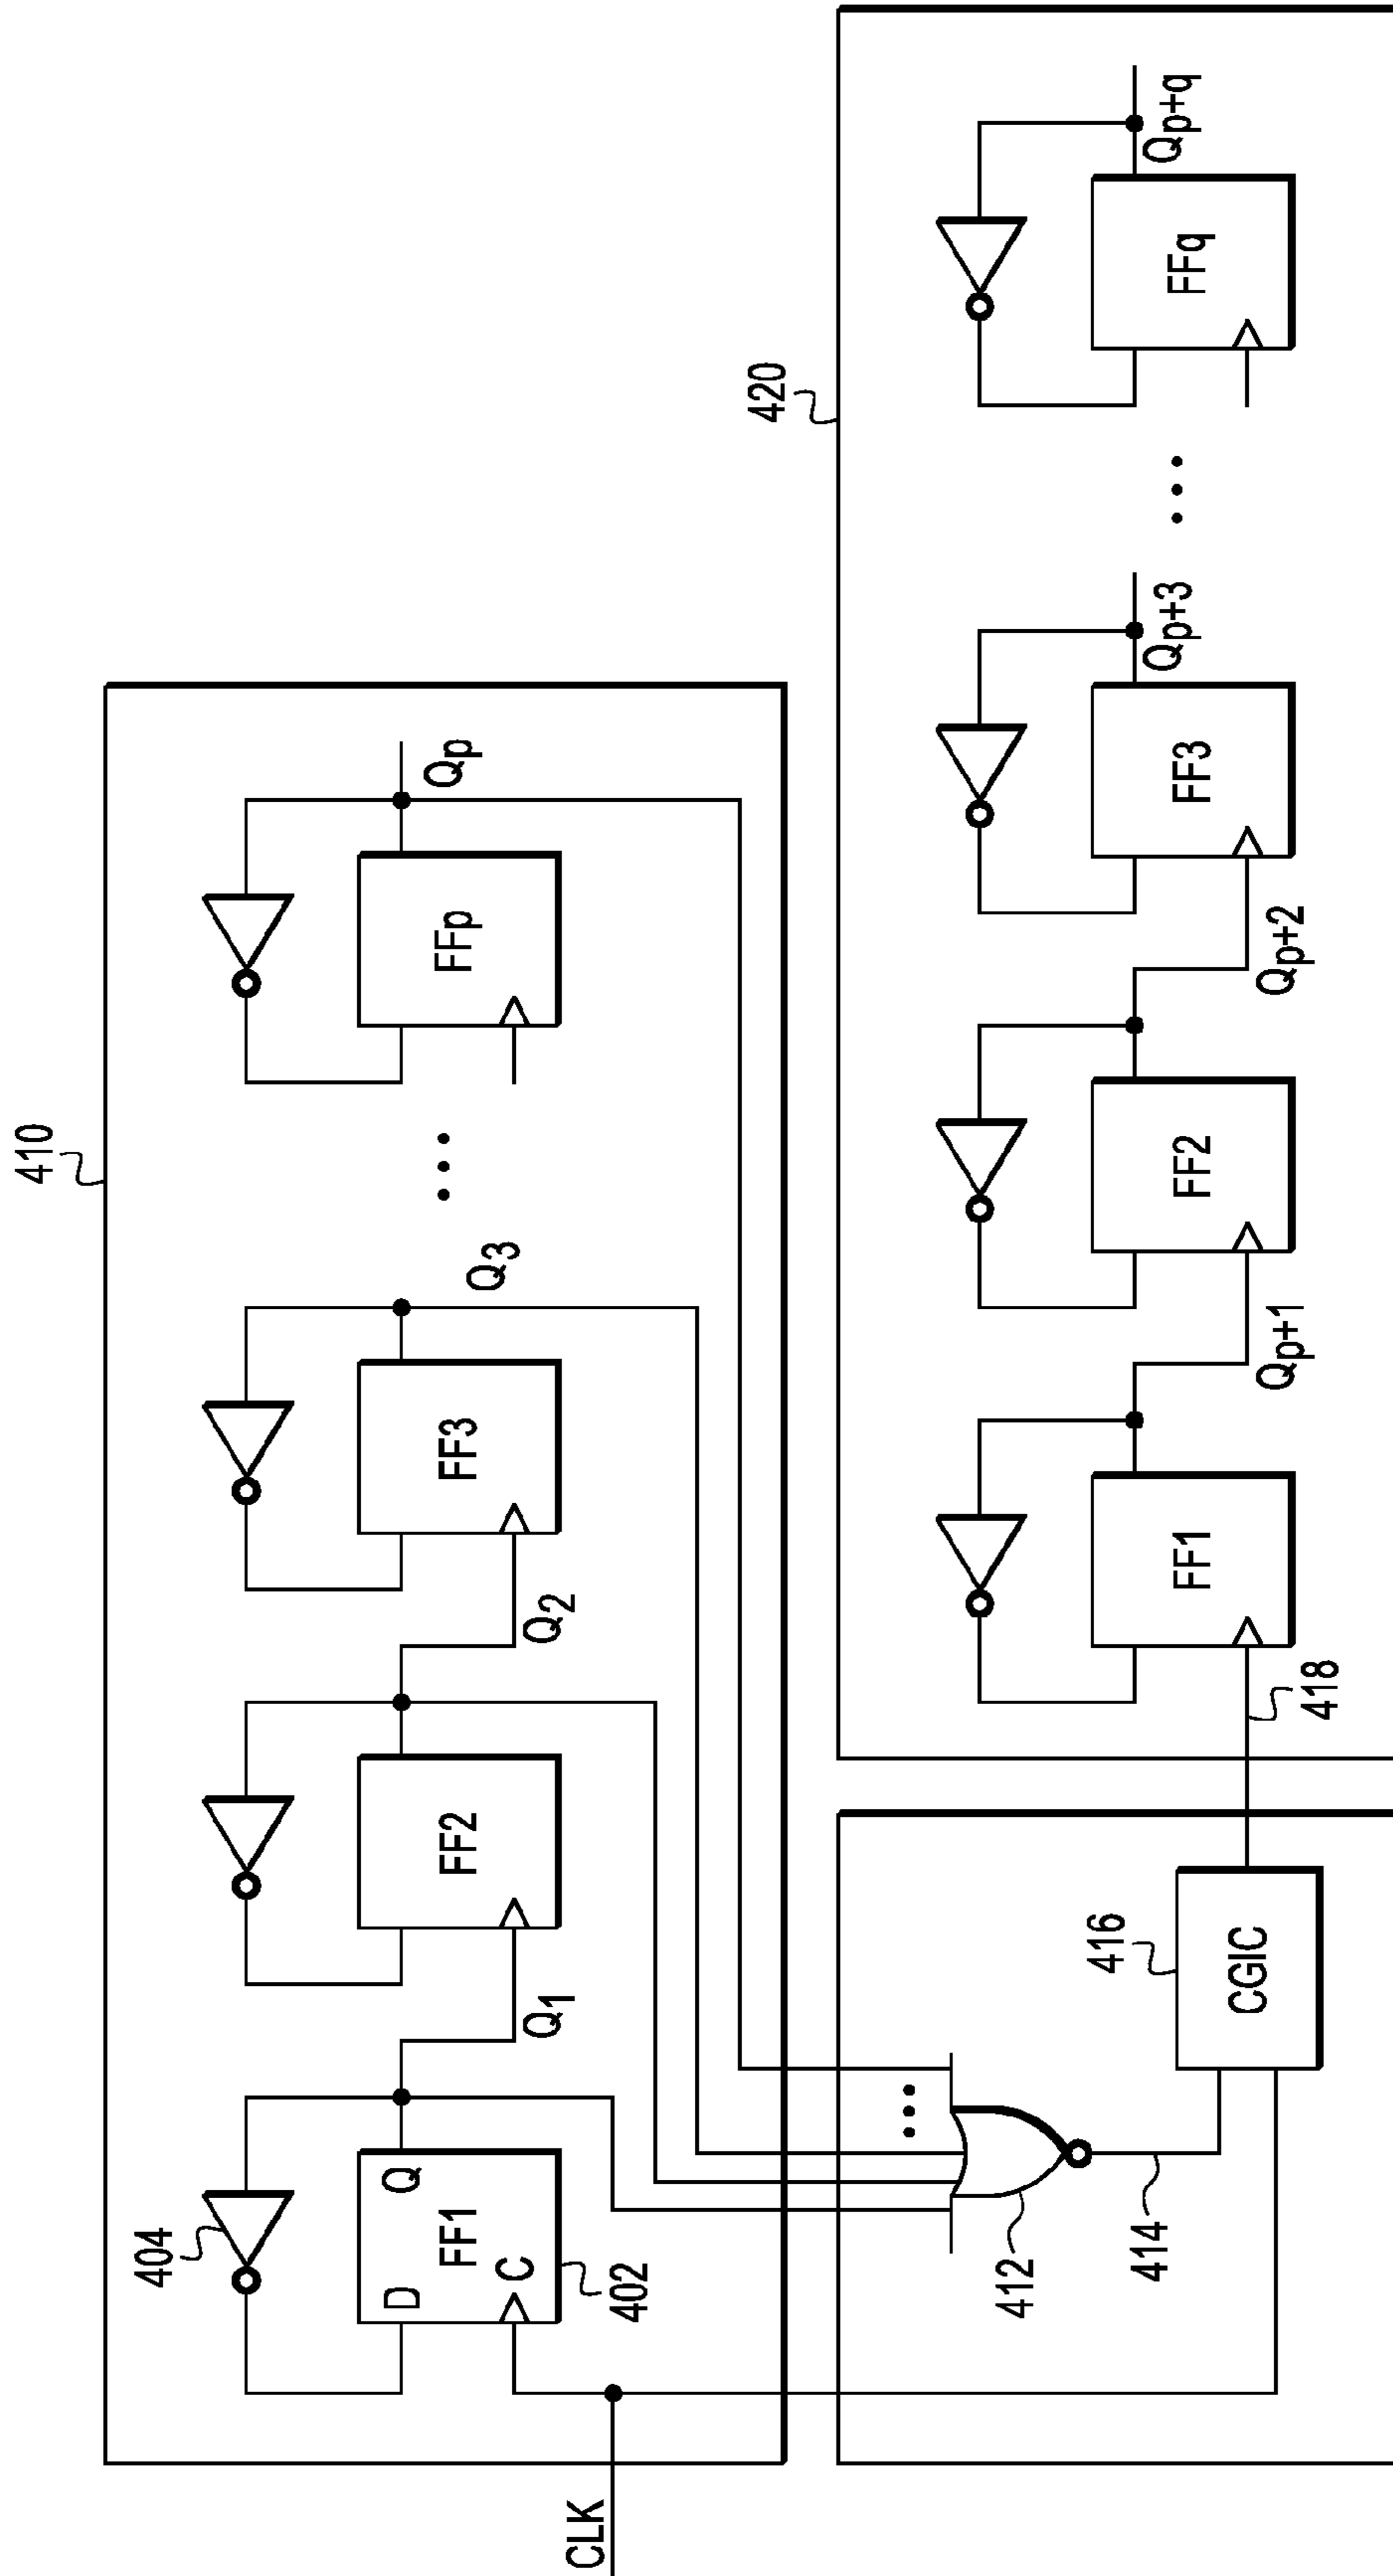 410
404
D
Q
FF1
C
402
Q1
FF2
Q2
FF3
Q3
FFp
Qp
CLK
412
414
416
CGIC
418
420
FF1
Qp+1
FF2
Qp+2
FF3
Qp+3
FFq
Qp+q